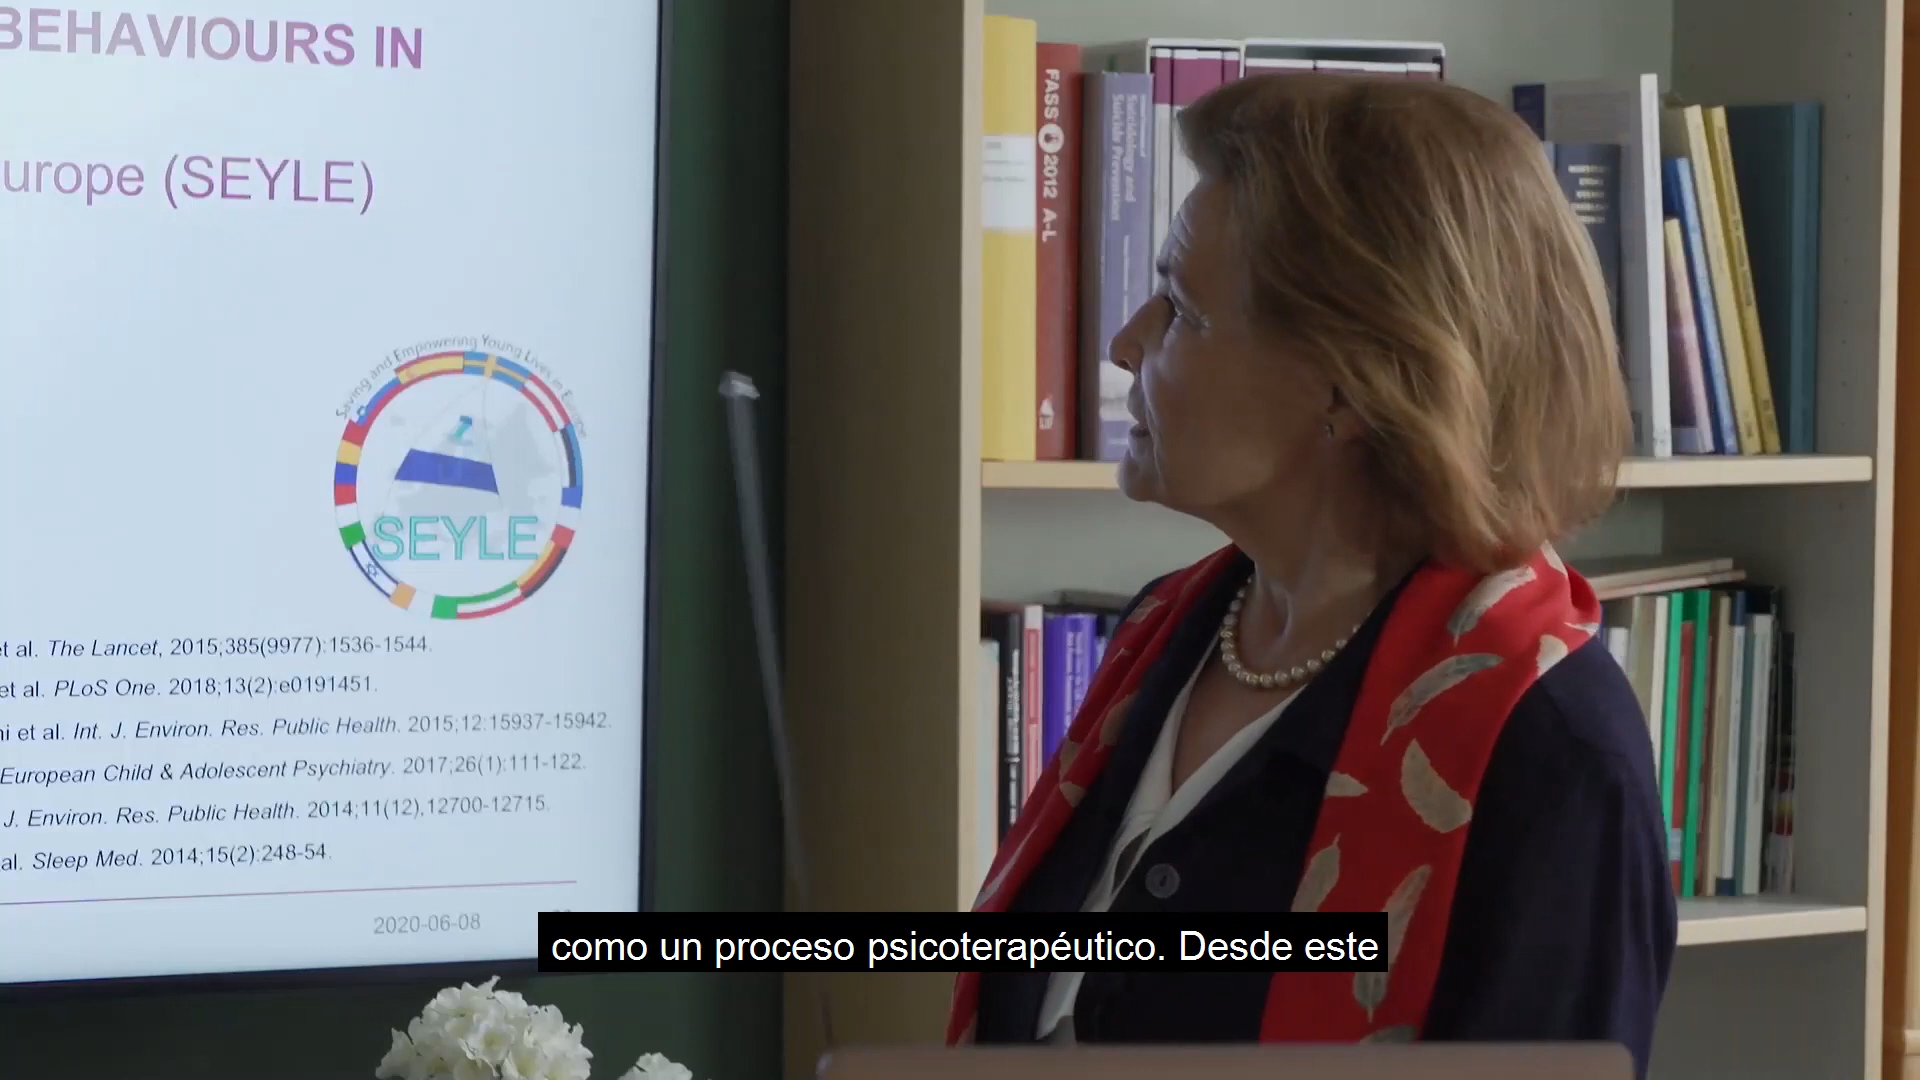 BEHAVIOURS IN
urope (SEYLE)
Saving and Empowering Young Lives in Europe
SEYLE
et al. The Lancet, 2015;385(9977):1536-1544.
et al. PLoS One. 2018;13(2):e0191451.
ni et al. Int. J. Environ. Res. Public Health. 2015;12:15937-15942.
European Child & Adolescent Psychiatry. 2017;26(1):111-122.
J. Environ. Res. Public Health. 2014;11(12),12700-12715.
al. Sleep Med. 2014;15(2):248-54.
2020-06-08
FASS 2012 A-L
Suicidology and
Suicide Prevention
como un proceso psicoterapéutico. Desde este